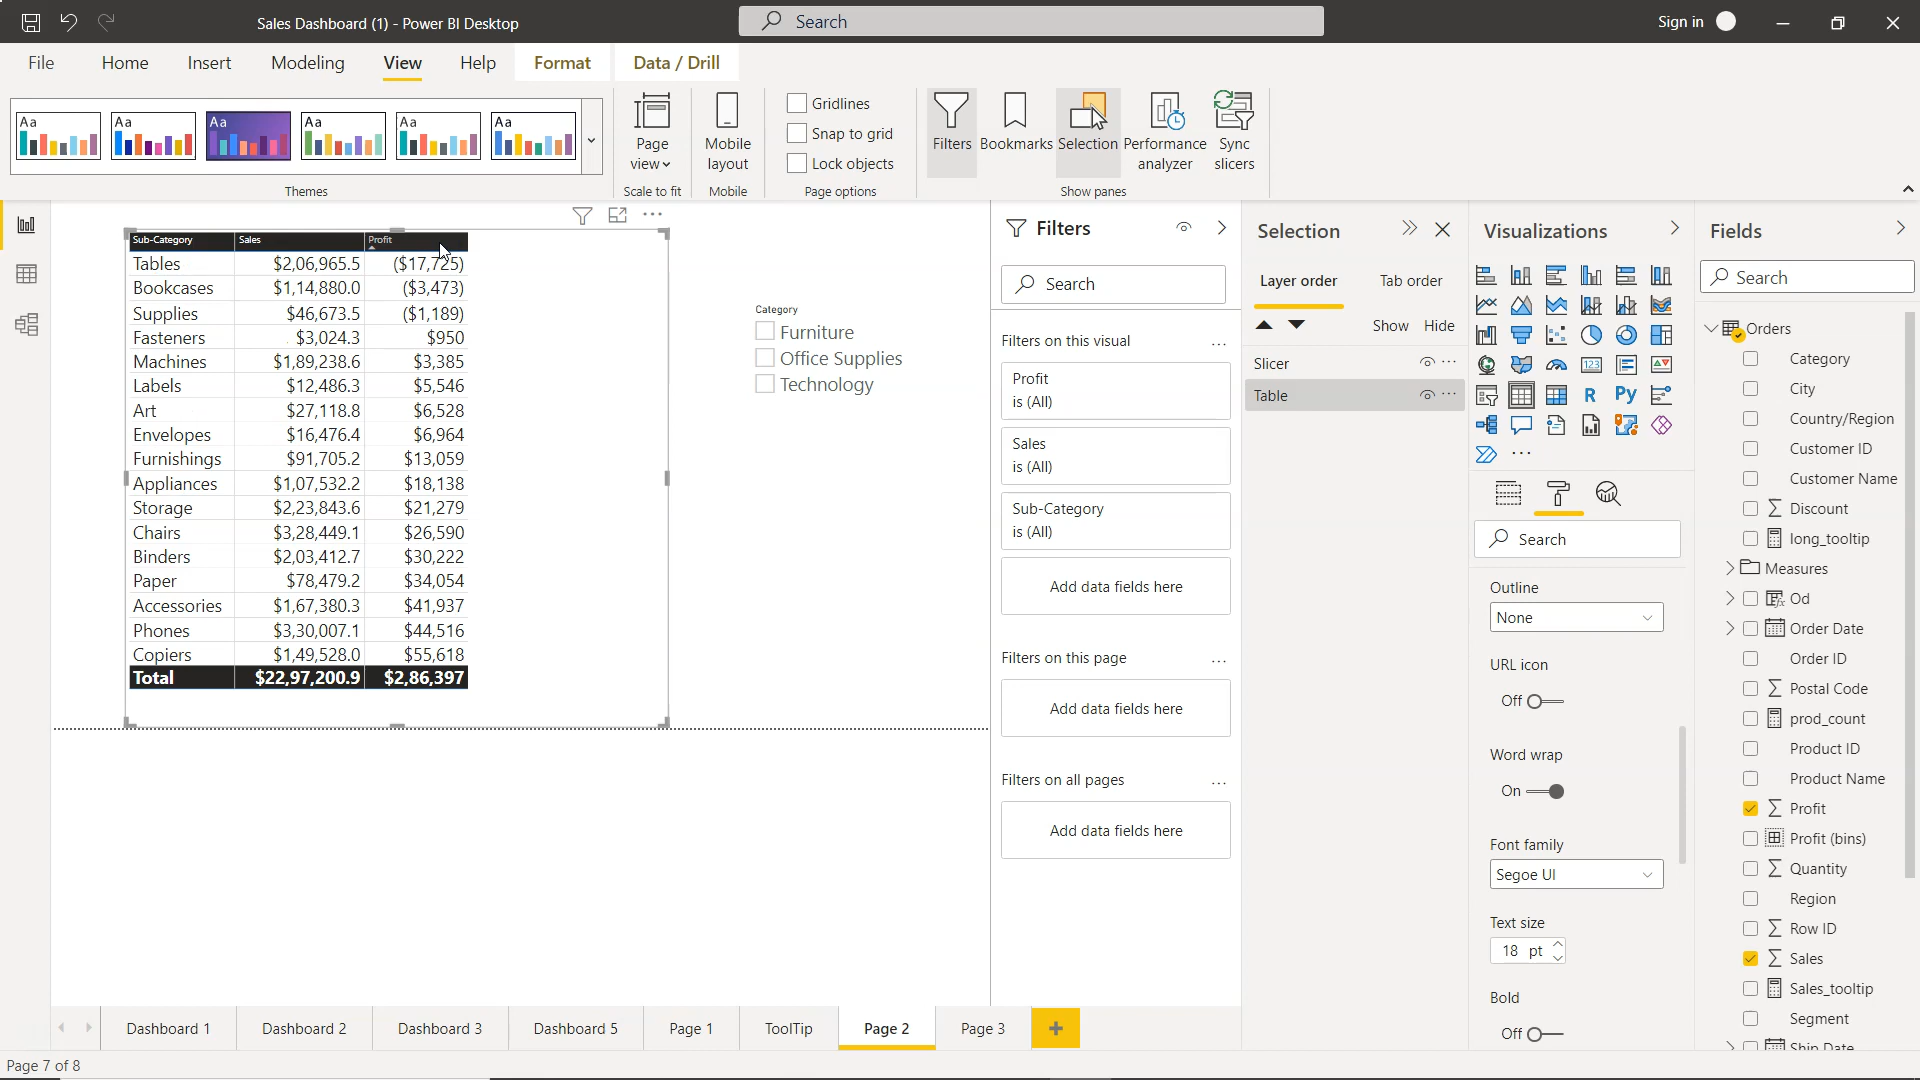 Sales Dashboard (1) - Power BI Desktop
Search
Sign in
File
Home
Insert
Modeling
View
Help
Format
Data / Drill
Aa
Aa
Aa
Aa
Aa
Aa
Themes
Page
view
Scale to fit
Mobile
layout
Mobile
Gridlines
Snap to grid
Lock objects
Page options
Filters
Bookmarks
Selection
Performance
analyzer
Sync
slicers
Show panes
Sub-Category Sales Profit
Tables $2,06,965.5 ($17,725)
Bookcases $1,14,880.0 ($3,473)
Supplies $46,673.5 ($1,189)
Fasteners $3,024.3 $950
Machines $1,89,238.6 $3,385
Labels $12,486.3 $5,546
Art $27,118.8 $6,528
Envelopes $16,476.4 $6,964
Furnishings $91,705.2 $13,059
Appliances $1,07,532.2 $18,138
Storage $2,23,843.6 $21,279
Chairs $3,28,449.1 $26,590
Binders $2,03,412.7 $30,222
Paper $78,479.2 $34,054
Accessories $1,67,380.3 $41,937
Phones $3,30,007.1 $44,516
Copiers $1,49,528.0 $55,618
Total $22,97,200.9 $2,86,397
Category
Furniture
Office Supplies
Technology
Filters
Search
Filters on this visual
Profit
is (All)
Sales
is (All)
Sub-Category
is (All)
Add data fields here
Filters on this page
Add data fields here
Filters on all pages
Add data fields here
Selection
Layer order
Tab order
Show
Hide
Slicer
Table
Visualizations
123
R
Py
Search
Outline
None
URL icon
Off
Word wrap
On
Font family
Segoe UI
Text size
18 pt
Bold
Off
Fields
Search
Orders
Category
City
Country/Region
Customer ID
Customer Name
Discount
long_tooltip
Measures
Od
Order Date
Order ID
Postal Code
prod_count
Product ID
Product Name
Profit
Profit (bins)
Quantity
Region
Row ID
Sales
Sales_tooltip
Segment
Ship Date
Dashboard 1
Dashboard 2
Dashboard 3
Dashboard 5
Page 1
ToolTip
Page 2
Page 3
Page 7 of 8